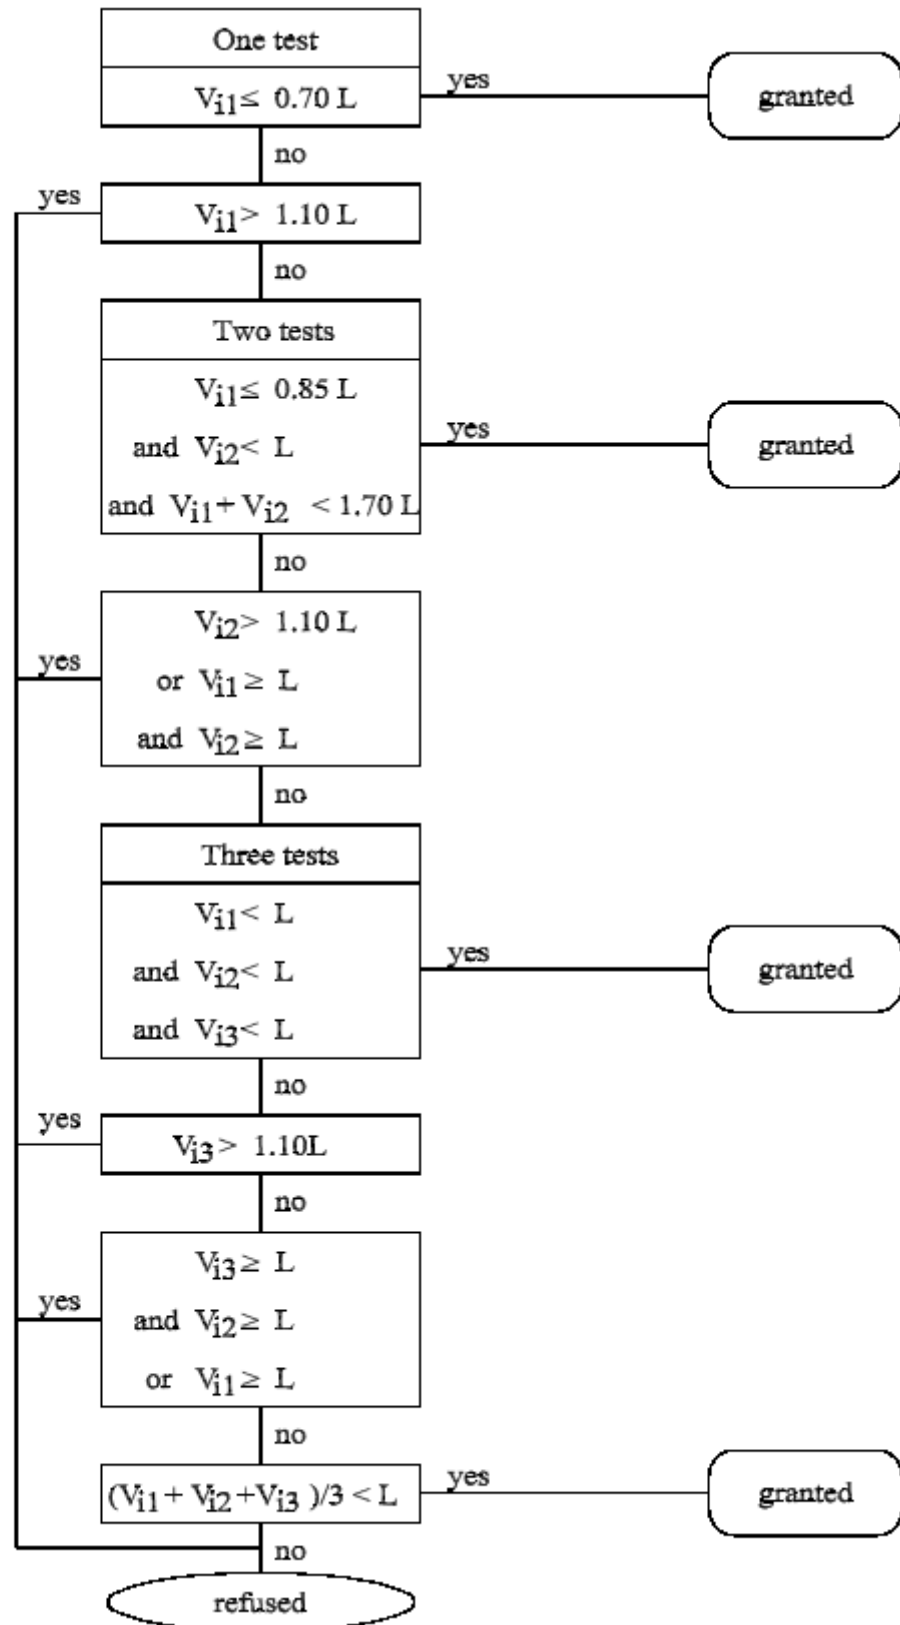 One test
Vi1≤ 0.70 L
yes
granted
no
yes
Vi1> 1.10 L
no
Two tests
Vi1≤ 0.85 L
and Vi2< L
and Vi1+ Vi2 < 1.70 L
yes
granted
no
Vi2> 1.10 L
or Vi1≥ L
and Vi2≥ L
yes
no
Three tests
Vi1< L
and Vi2< L
and Vi3< L
yes
granted
no
yes
Vi3> 1.10L
no
Vi3≥ L
and Vi2≥ L
or Vi1≥ L
yes
no
(Vi1+ Vi2+Vi3 )/3 < L
yes
granted
no
refused